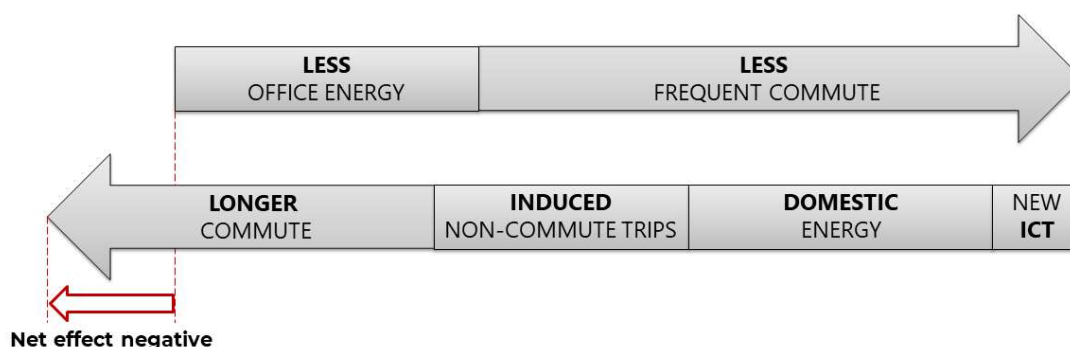 LESS
OFFICE ENERGY
LESS
FREQUENT COMMUTE
LONGER
COMMUTE
INDUCED
NON-COMMUTE TRIPS
DOMESTIC
ENERGY
NEW
ICT
Net effect negative